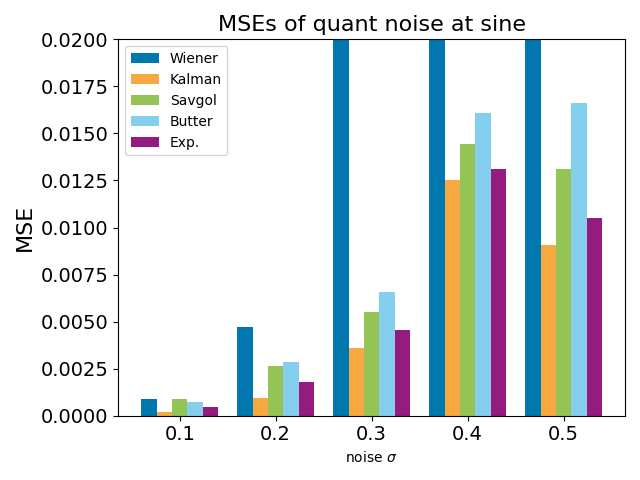 MSEs of quant noise at sine
MSE
0.0200
0.0175
0.0150
0.0125
0.0100
0.0075
0.0050
0.0025
0.0000
Wiener
Kalman
Savgol
Butter
Exp.
0.1 0.2 0.3 0.4 0.5
noise σ